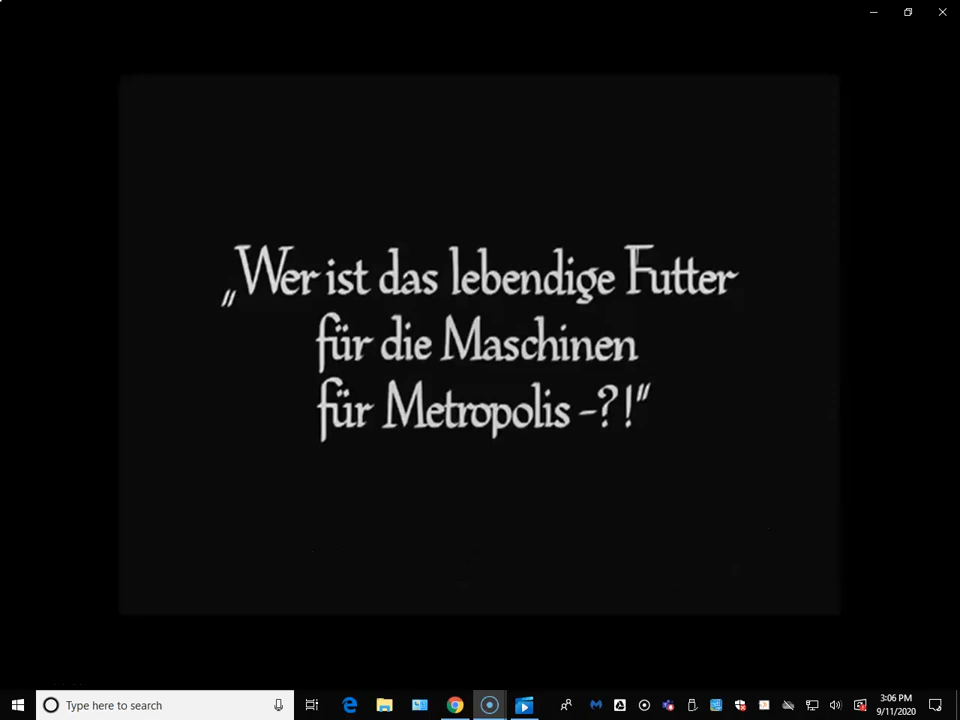 „Wer ist das lebendige Futter
für die Maschinen
für Metropolis -?!"
Type here to search
3:06 PM
9/11/2020